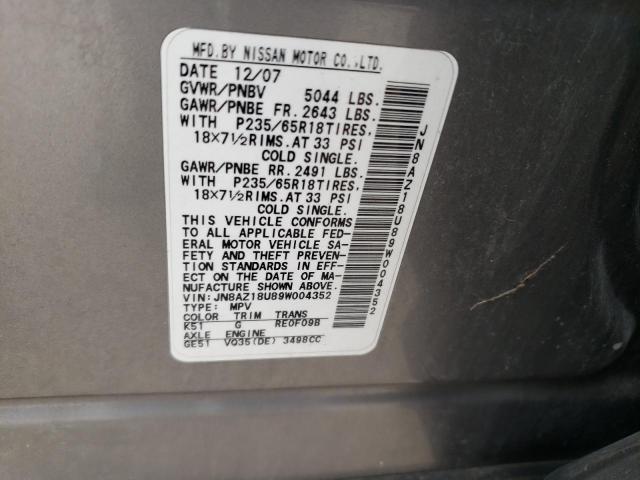 MFD.BY NISSAN MOTOR CO.,LTD.
DATE 12/07
GVWR/PNBV 5044 LBS.
GAWR/PNBE FR. 2643 LBS.
WITH P235/65R18TIRES,
18×7½RIMS.AT 33 PSI
COLD SINGLE.
GAWR/PNBE RR. 2491 LBS.
WITH P235/65R18TIRES,
18×7½RIMS.AT 33 PSI
COLD SINGLE.
THIS VEHICLE CONFORMS
TO ALL APPLICABLE FED-
ERAL MOTOR VEHICLE SA-
FETY AND THEFT PREVEN-
TION STANDARDS IN EFF-
ECT ON THE DATE OF MA-
NUFACTURE SHOWN ABOVE.
VIN:JN8AZ18U89W004352
TYPE: MPV
COLOR TRIM TRANS
K51 G RE0F09B
AXLE ENGINE
GE51 VQ35(DE) 3498CC
JN8AZ18U89W004352